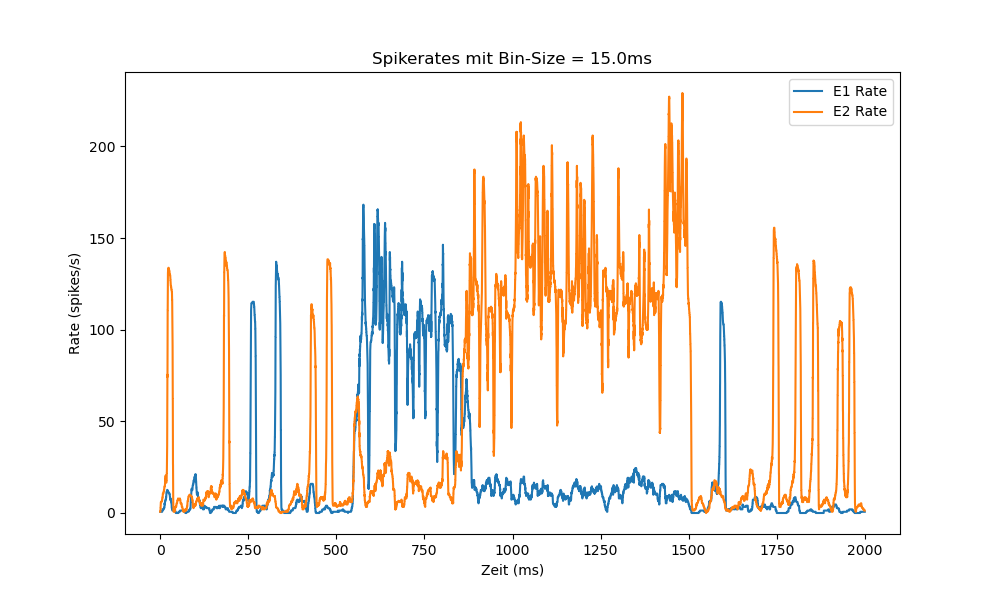 Spikerates mit Bin-Size = 15.0ms
E1 Rate
E2 Rate
Rate (spikes/s)
200
150
100
50
0
0 250 500 750 1000 1250 1500 1750 2000
Zeit (ms)